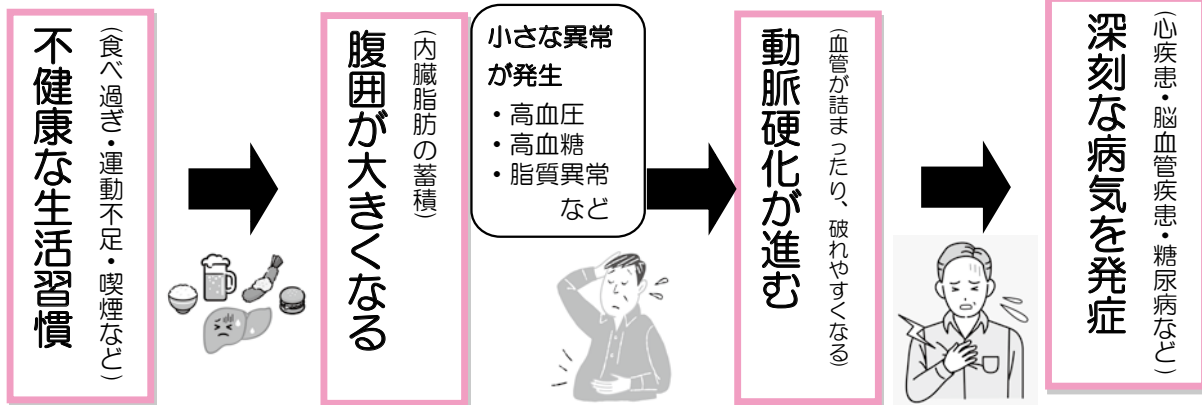 不健康な生活習慣
(食べ過ぎ・運動不足・喫煙など)
腹囲が大きくなる
(内臓脂肪の蓄積)
小さな異常
が発生
・高血圧
・高血糖
・脂質異常
など
動脈硬化が進む
(血管が詰まったり、破れやすくなる)
深刻な病気を発症
(心疾患・脳血管疾患・糖尿病など)